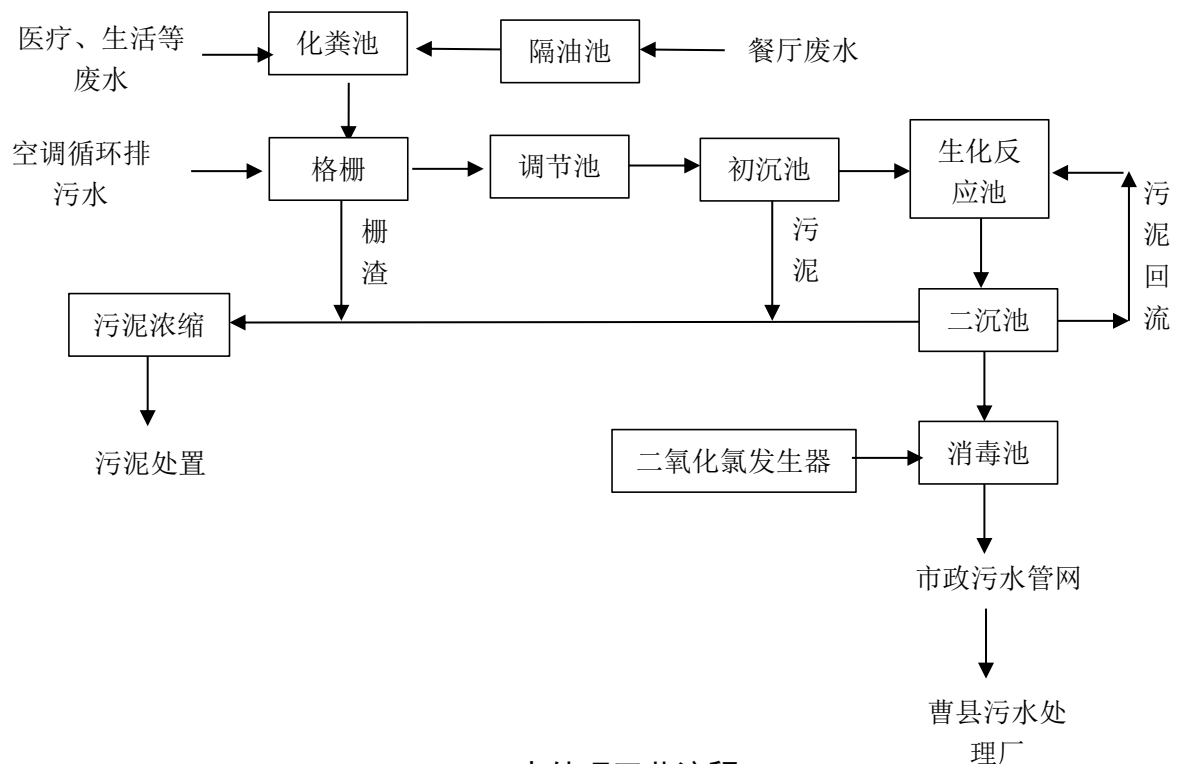 医疗、生活等
废水
化粪池
隔油池
餐厅废水
空调循环排
污水
格栅
调节池
初沉池
生化反
应池
栅
渣
污
泥
污
泥
回
流
污泥浓缩
二沉池
污泥处置
二氧化氯发生器
消毒池
市政污水管网
曹县污水处
理厂